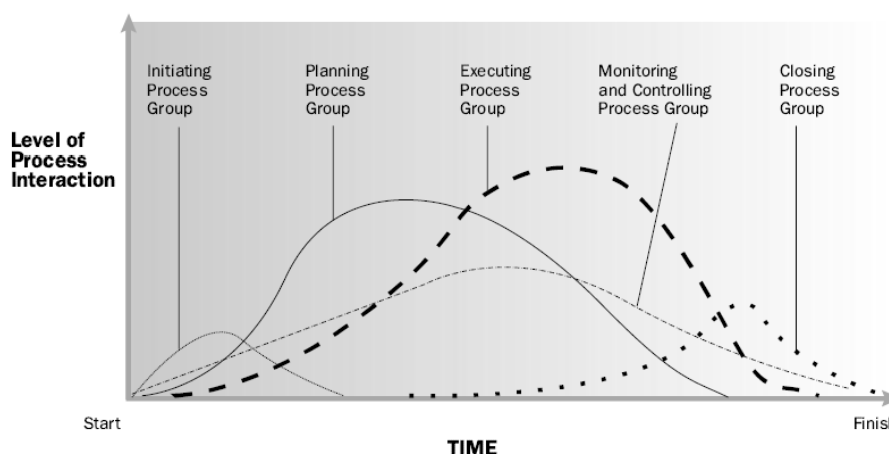 Initiating
Process
Group
Planning
Process
Group
Executing
Process
Group
Monitoring
and Controlling
Process Group
Closing
Process
Group
Level of
Process
Interaction
Start
Finish
TIME